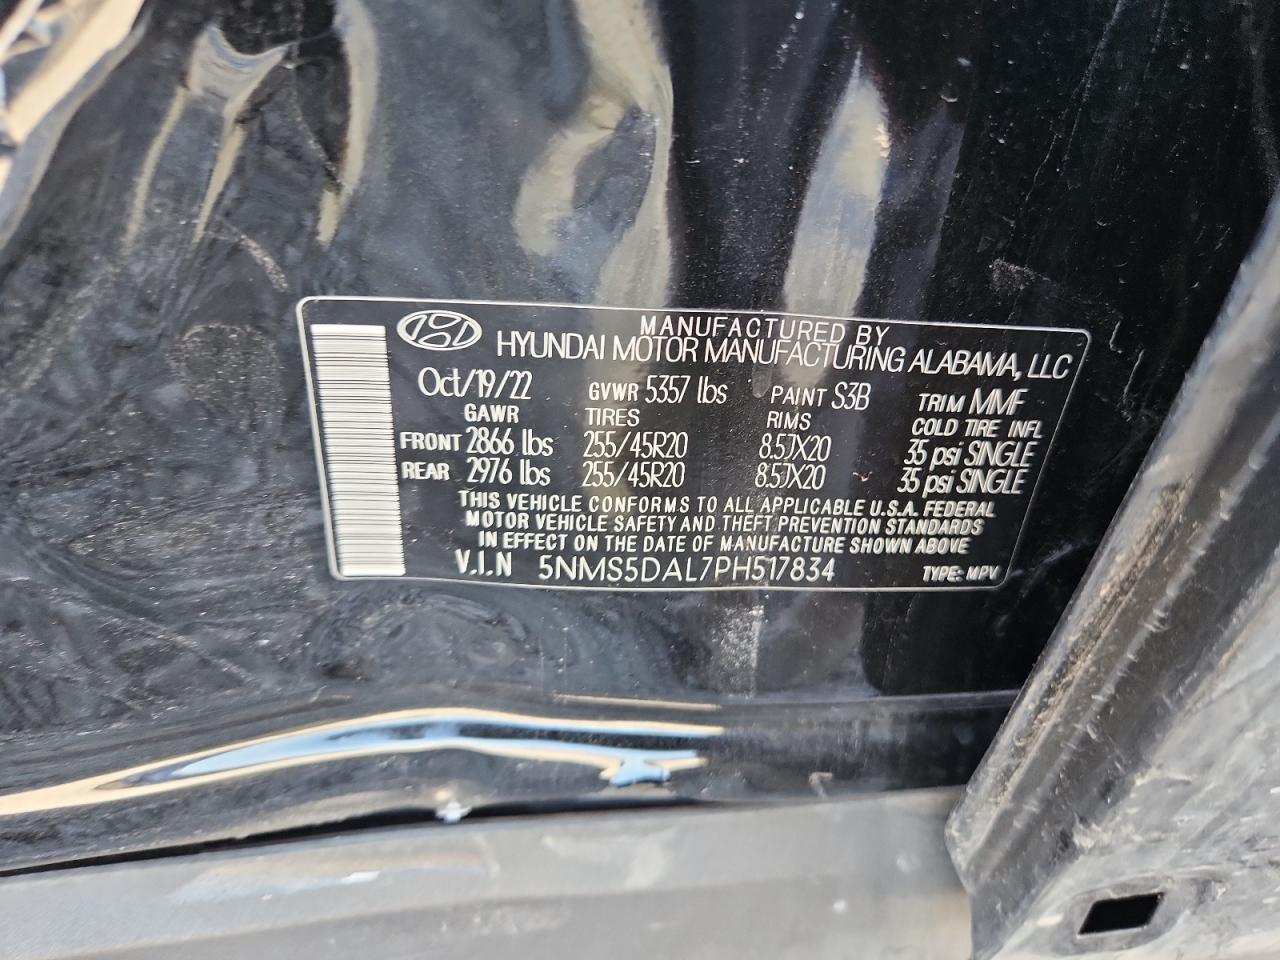 MANUFACTURED BY
HYUNDAI MOTOR MANUFACTURING ALABAMA, LLC
Oct/19/22 GVWR 5357 lbs PAINT S3B TRIM MMF
GAWR TIRES RIMS COLD TIRE INFL
FRONT 2866 lbs 255/45R20 8.5JX20 35 psi SINGLE
REAR 2976 lbs 255/45R20 8.5JX20 35 psi SINGLE
THIS VEHICLE CONFORMS TO ALL APPLICABLE U.S.A. FEDERAL
MOTOR VEHICLE SAFETY AND THEFT PREVENTION STANDARDS
IN EFFECT ON THE DATE OF MANUFACTURE SHOWN ABOVE
V.I.N 5NMS5DAL7PH517834 TYPE: MPV